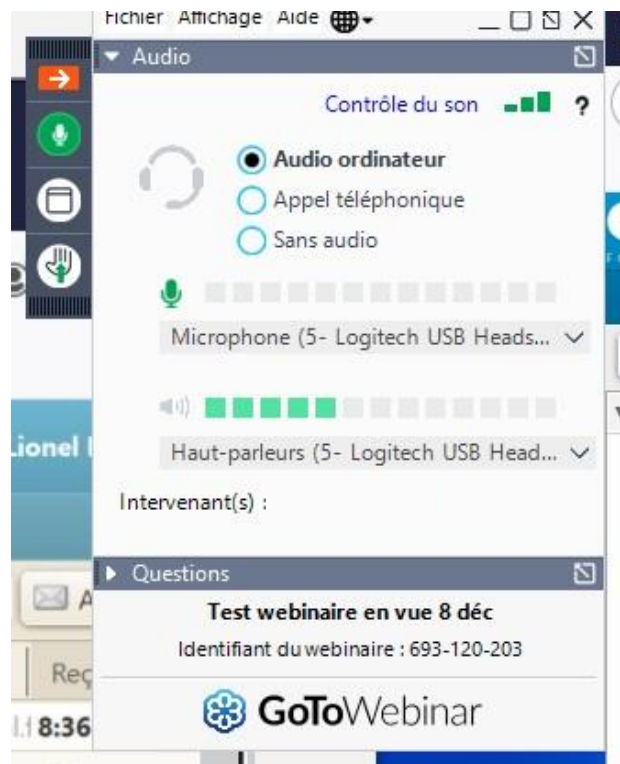 Fichier Affichage Aide
Audio
Contrôle du son ?
Audio ordinateur
Appel téléphonique
Sans audio
Microphone (5- Logitech USB Heads...
Haut-parleurs (5- Logitech USB Head...
Intervenant(s) :
Questions
Test webinaire en vue 8 déc
Identifiant du webinaire : 693-120-203
GoToWebinar
Lionel
A
Reç
8:36